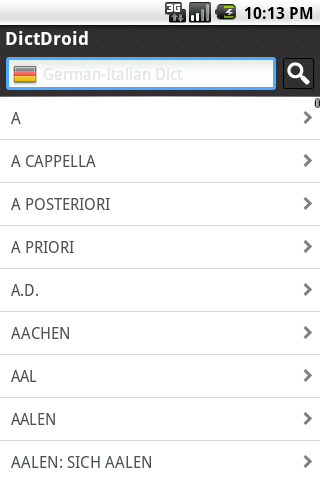 3G 10:13 PM
DictDroid
German-Italian Dict
A
A CAPPELLA
A POSTERIORI
A PRIORI
A.D.
AACHEN
AAL
AALEN
AALEN: SICH AALEN